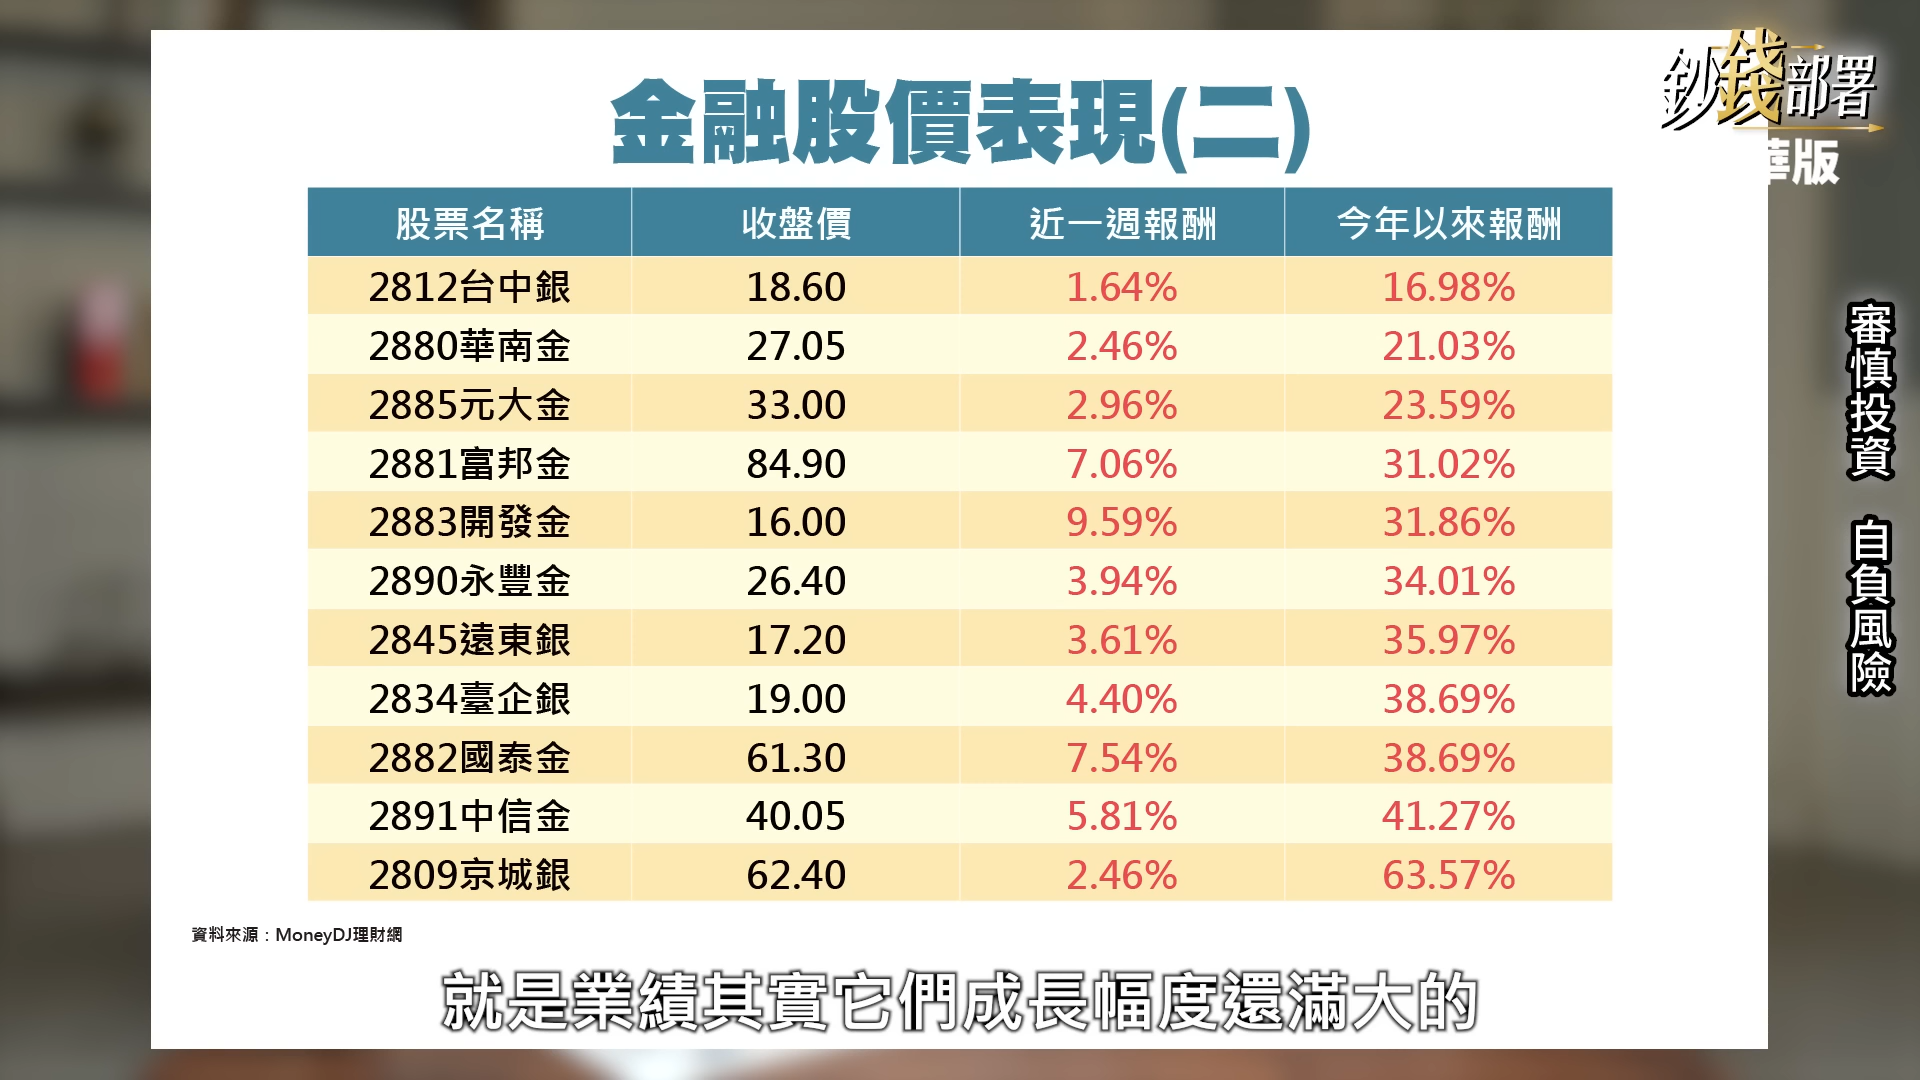 金融股價表現(二)
股票名稱 收盤價 近一週報酬 今年以來報酬
2812台中銀 18.60 1.64% 16.98%
2880華南金 27.05 2.46% 21.03%
2885元大金 33.00 2.96% 23.59%
2881富邦金 84.90 7.06% 31.02%
2883開發金 16.00 9.59% 31.86%
2890永豐金 26.40 3.94% 34.01%
2845遠東銀 17.20 3.61% 35.97%
2834臺企銀 19.00 4.40% 38.69%
2882國泰金 61.30 7.54% 38.69%
2891中信金 40.05 5.81% 41.27%
2809京城銀 62.40 2.46% 63.57%
資料來源：MoneyDJ理財網
就是業績其實它們成長幅度還滿大的
鈔錢部署
華版
審慎投資 自負風險